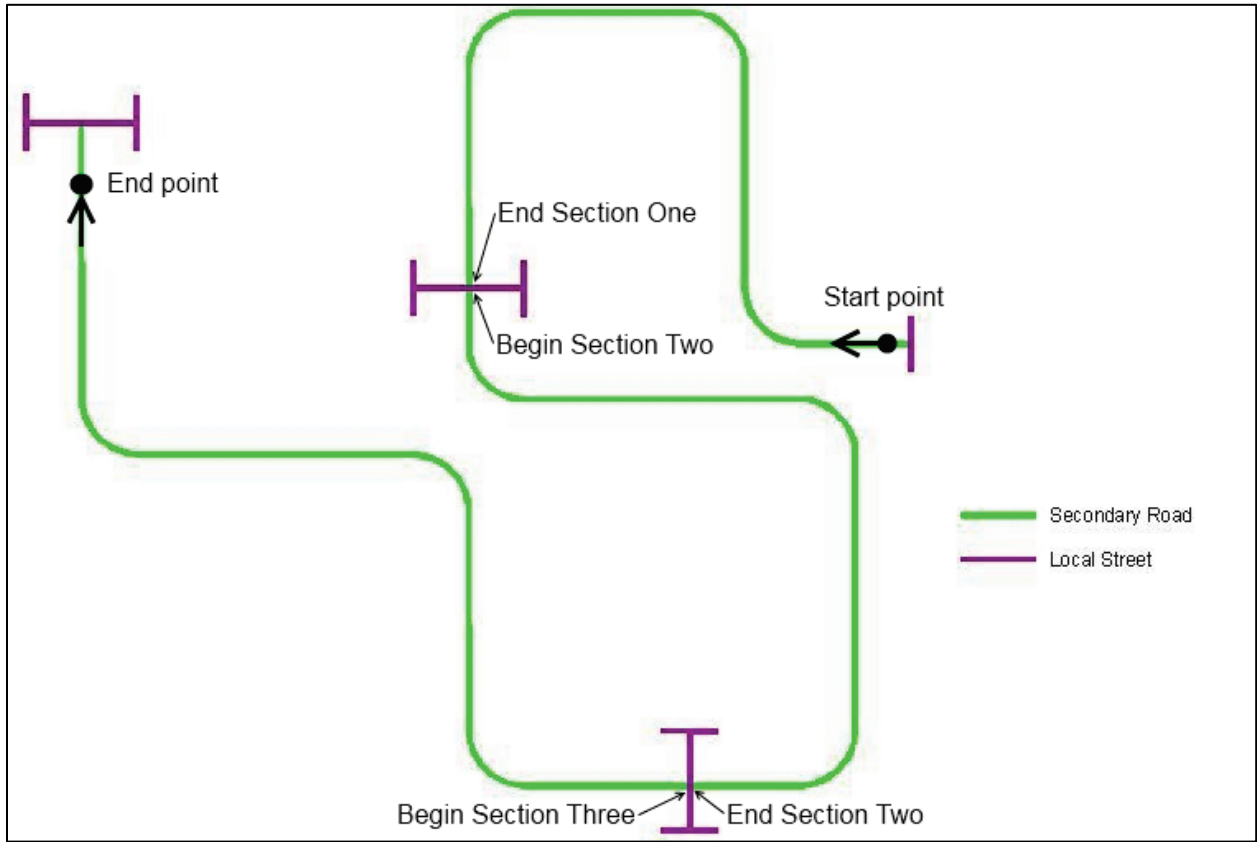 End point
End Section One
Start point
Begin Section Two
Secondary Road
Local Street
Begin Section Three
End Section Two